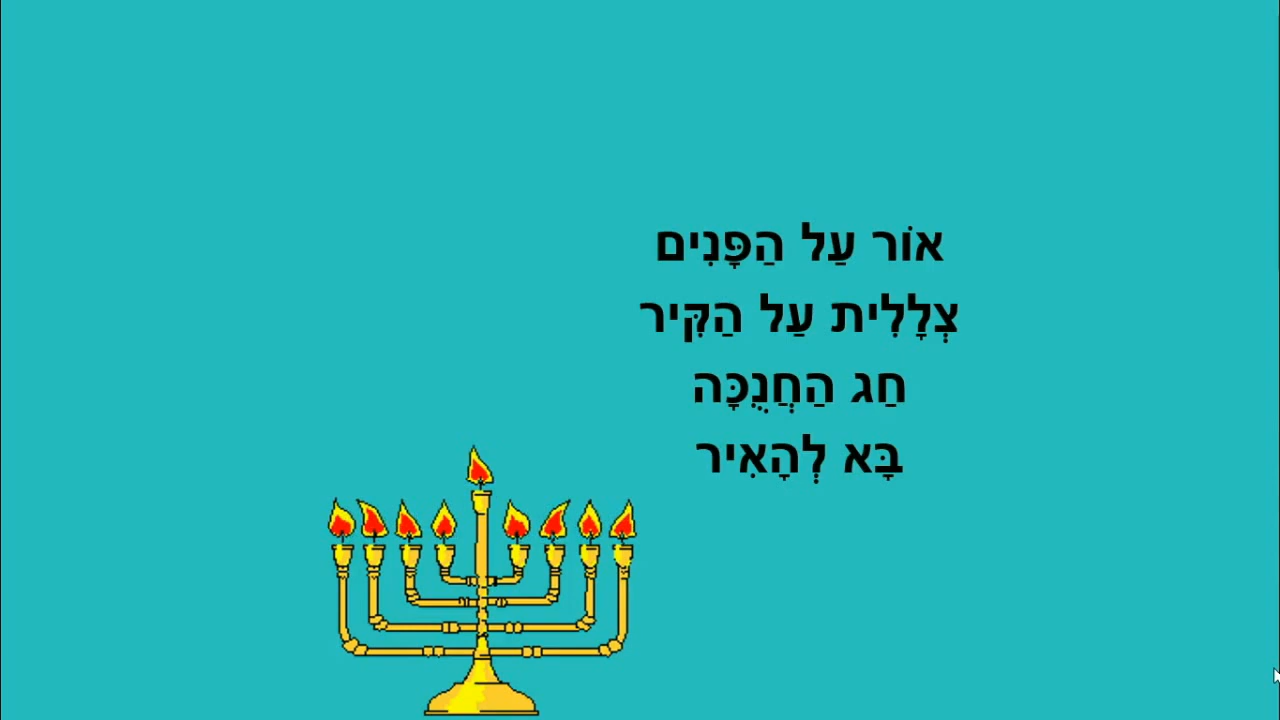 אוֹר עַל הַפָּנִים
צְלָלִית עַל הַקִּיר
חַג הַחֲנֻכָּה
בָּא לְהָאִיר